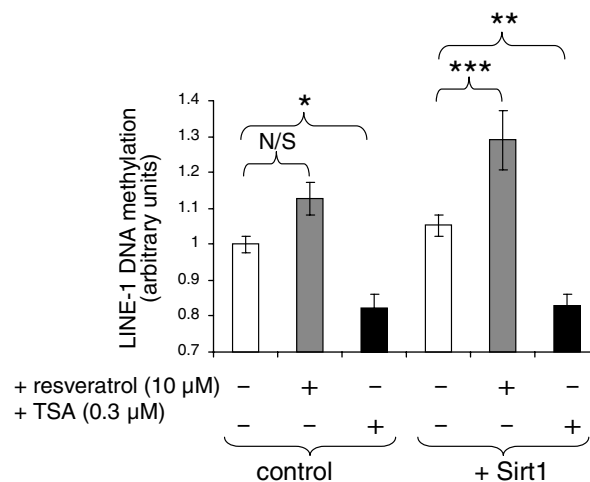 **
***
*
N/S
LINE-1 DNA methylation
(arbitrary units)
1.4
1.3
1.2
1.1
1
0.9
0.8
0.7
+ resveratrol (10 µM) − + − − + −
+ TSA (0.3 µM) − − + − − +
control + Sirt1